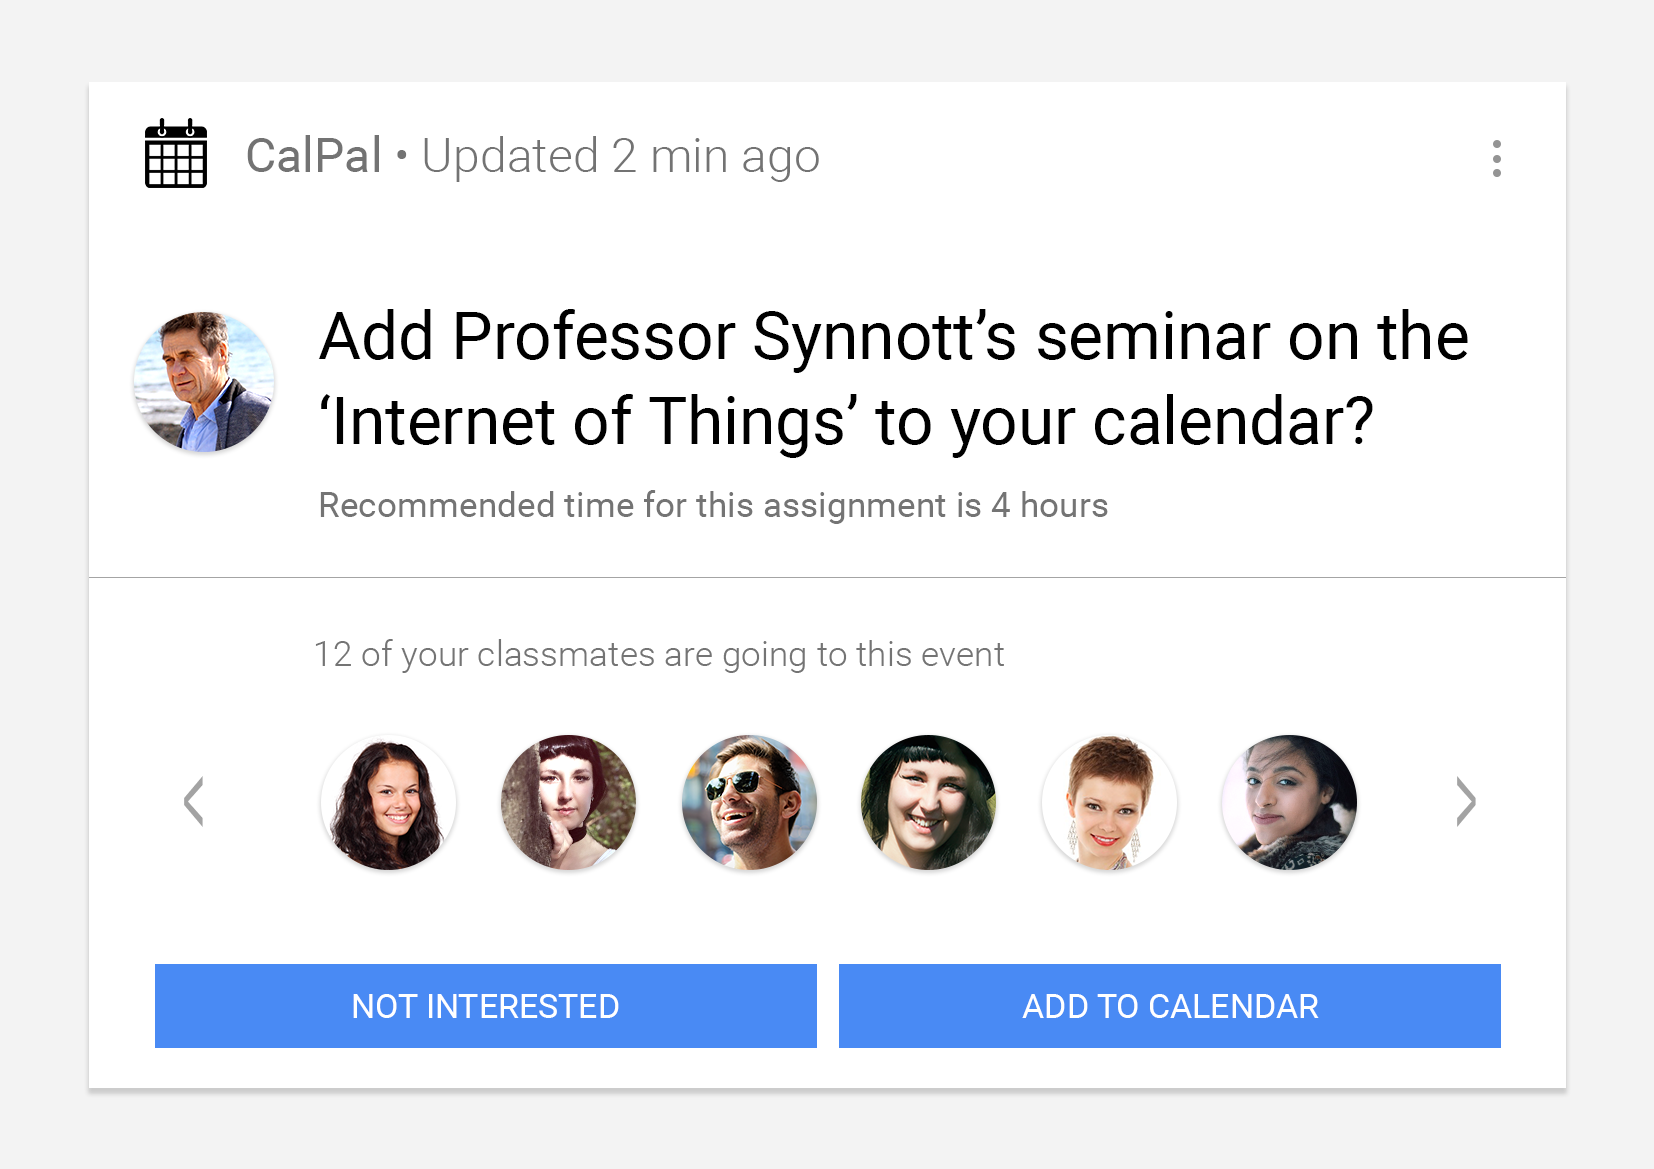 CalPal • Updated 2 min ago
Add Professor Synnott’s seminar on the
‘Internet of Things’ to your calendar?
Recommended time for this assignment is 4 hours
12 of your classmates are going to this event
NOT INTERESTED
ADD TO CALENDAR